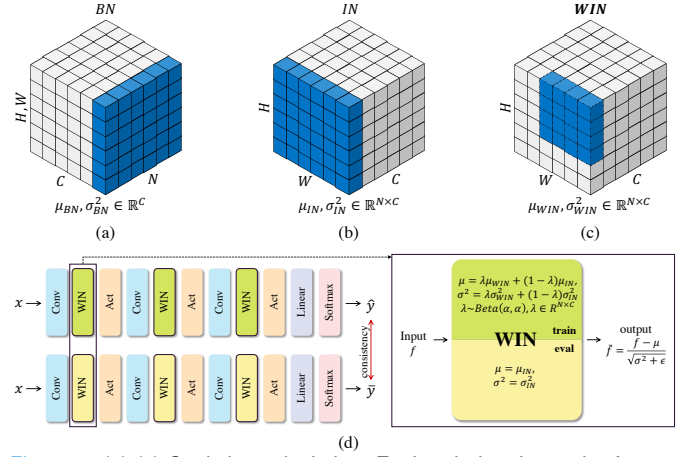 BN
IN
WIN
H, W
C
N
H
W
C
H
W
C
μ_BN, σ²_BN ∈ ℝ^C
μ_IN, σ²_IN ∈ ℝ^{N×C}
μ_WIN, σ²_WIN ∈ ℝ^{N×C}
(a)
(b)
(c)
x
Conv
WIN
Act
Conv
WIN
Act
Conv
WIN
Act
Linear
Softmax
ŷ
consistency
x
Conv
WIN
Act
Conv
WIN
Act
Conv
WIN
Act
Linear
Softmax
ȳ
Input
f
μ = λμ_WIN + (1 − λ)μ_IN,
σ² = λσ²_WIN + (1 − λ)σ²_IN
λ~Beta(α, α), λ ∈ R^{N×C}
WIN
train
eval
μ = μ_IN,
σ² = σ²_IN
output
f̃ = (f − μ) / √(σ² + ϵ)
(d)